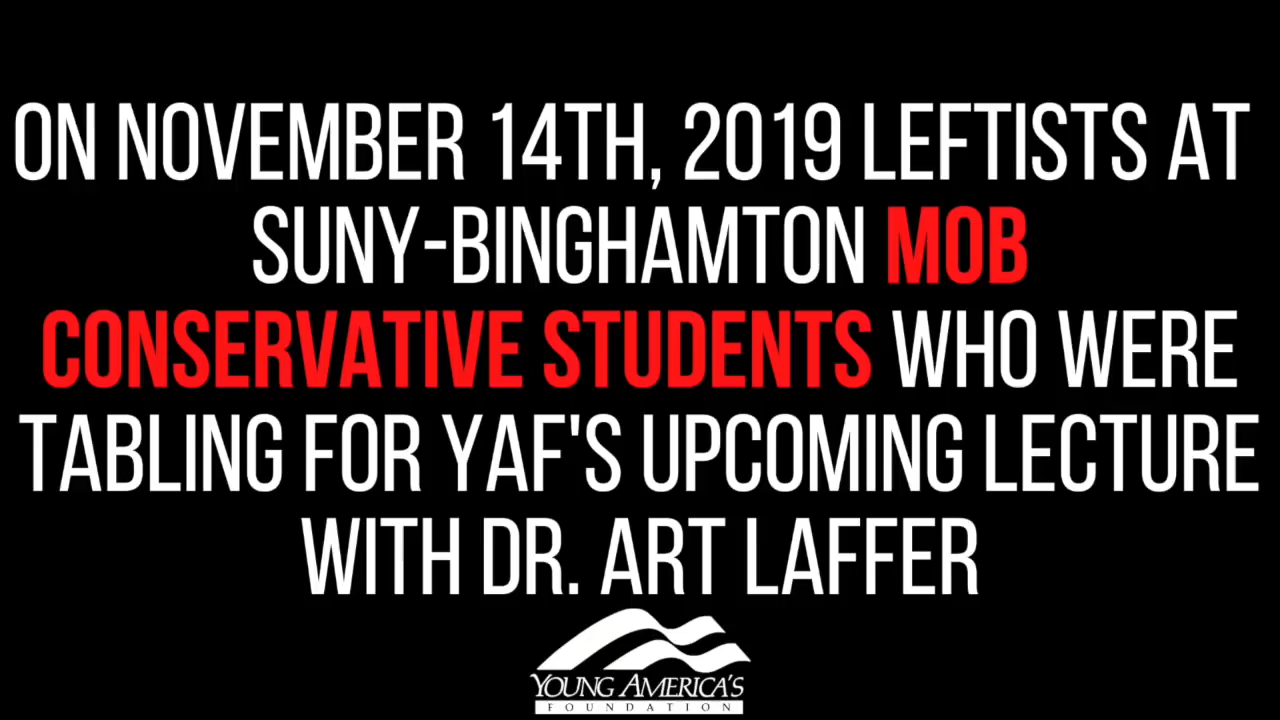 ON NOVEMBER 14TH, 2019 LEFTISTS AT
SUNY-BINGHAMTON MOB
CONSERVATIVE STUDENTS WHO WERE
TABLING FOR YAF'S UPCOMING LECTURE
WITH DR. ART LAFFER
YOUNG AMERICA'S
FOUNDATION